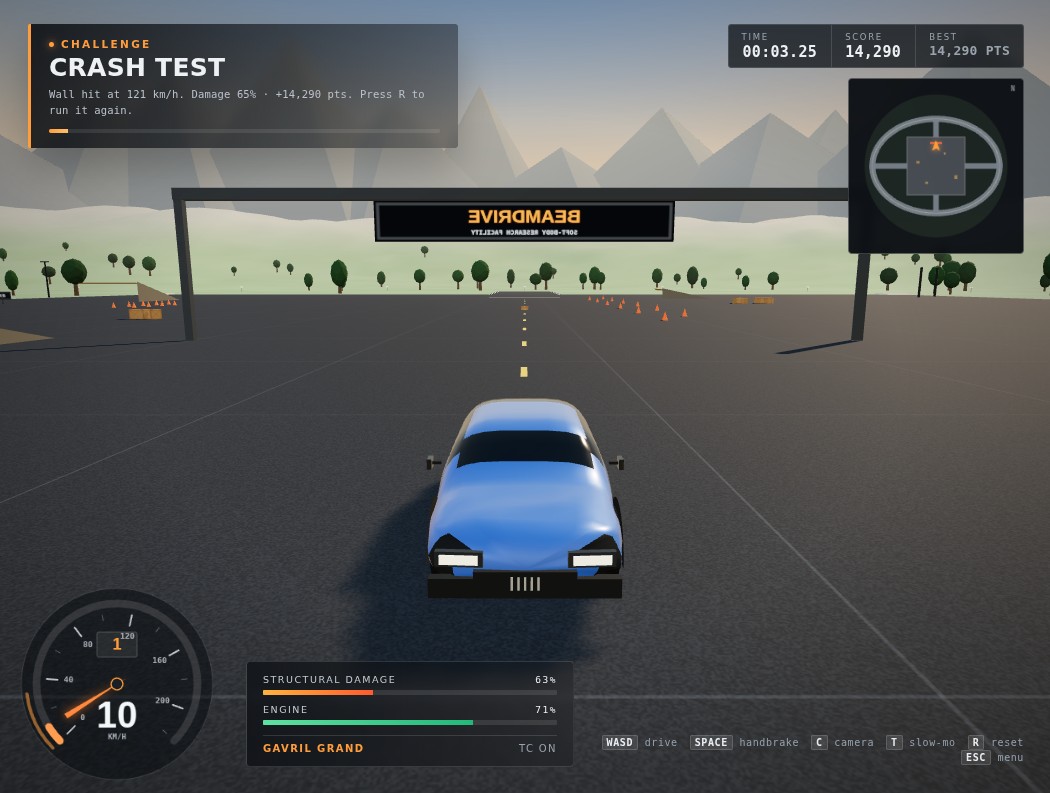 CHALLENGE
CRASH TEST
Wall hit at 121 km/h. Damage 65% · +14,290 pts. Press R to
run it again.
TIME
00:03.25
SCORE
14,290
BEST
14,290 PTS
N
BEAMDRIVE
SOFT-BODY RESEARCH FACILITY
0
40
80
120
160
200
1
10
KM/H
STRUCTURAL DAMAGE 63%
ENGINE 71%
GAVRIL GRAND TC ON
WASD drive SPACE handbrake C camera T slow-mo R reset
ESC menu